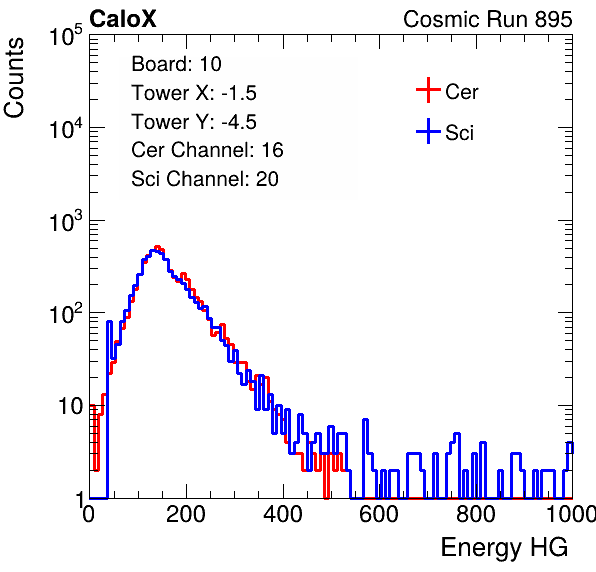 CaloX Cosmic Run 895
Counts
10^5
10^4
10^3
10^2
10
1
Board: 10
Tower X: -1.5
Tower Y: -4.5
Cer Channel: 16
Sci Channel: 20
Cer
Sci
0 200 400 600 800 1000
Energy HG